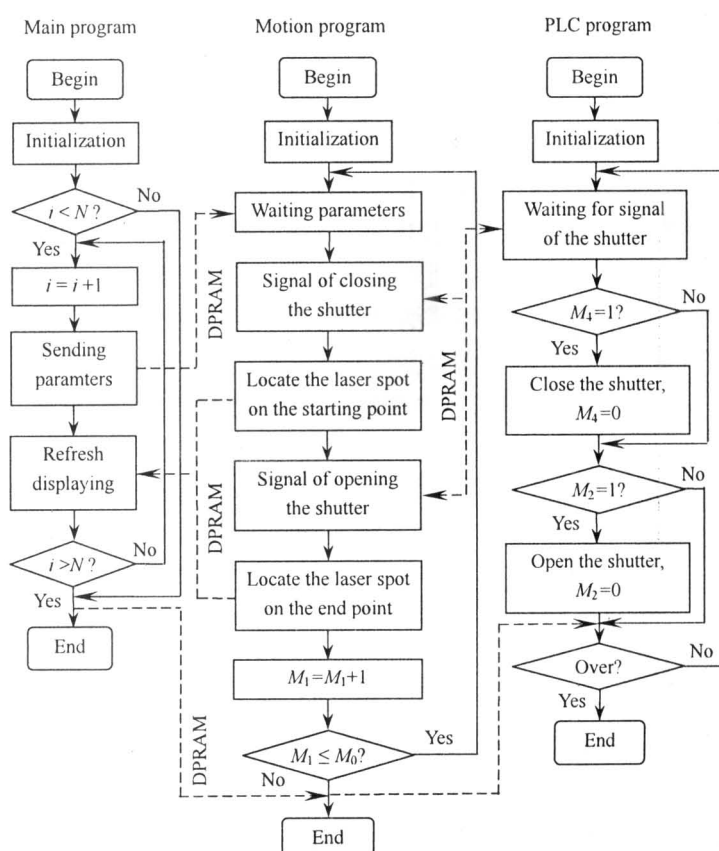 Main program
Begin
Initialization
i < N ?
No
Yes
i = i +1
Sending
paramters
Refresh
displaying
i >N ?
No
Yes
End
Motion program
Begin
Initialization
Waiting parameters
Signal of closing
the shutter
Locate the laser spot
on the starting point
Signal of opening
the shutter
Locate the laser spot
on the end point
M₁=M₁+1
M₁ ≤ M₀?
Yes
No
End
DPRAM
DPRAM
DPRAM
DPRAM
PLC program
Begin
Initialization
Waiting for signal
of the shutter
M₄=1?
No
Yes
Close the shutter,
M₄=0
M₂=1?
No
Yes
Open the shutter,
M₂=0
Over?
No
Yes
End